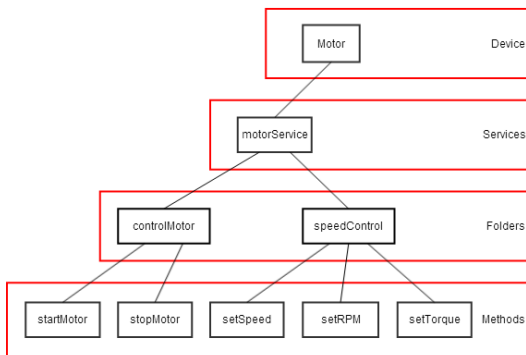 Motor Device
motorService Services
controlMotor speedControl Folders
startMotor stopMotor setSpeed setRPM setTorque Methods